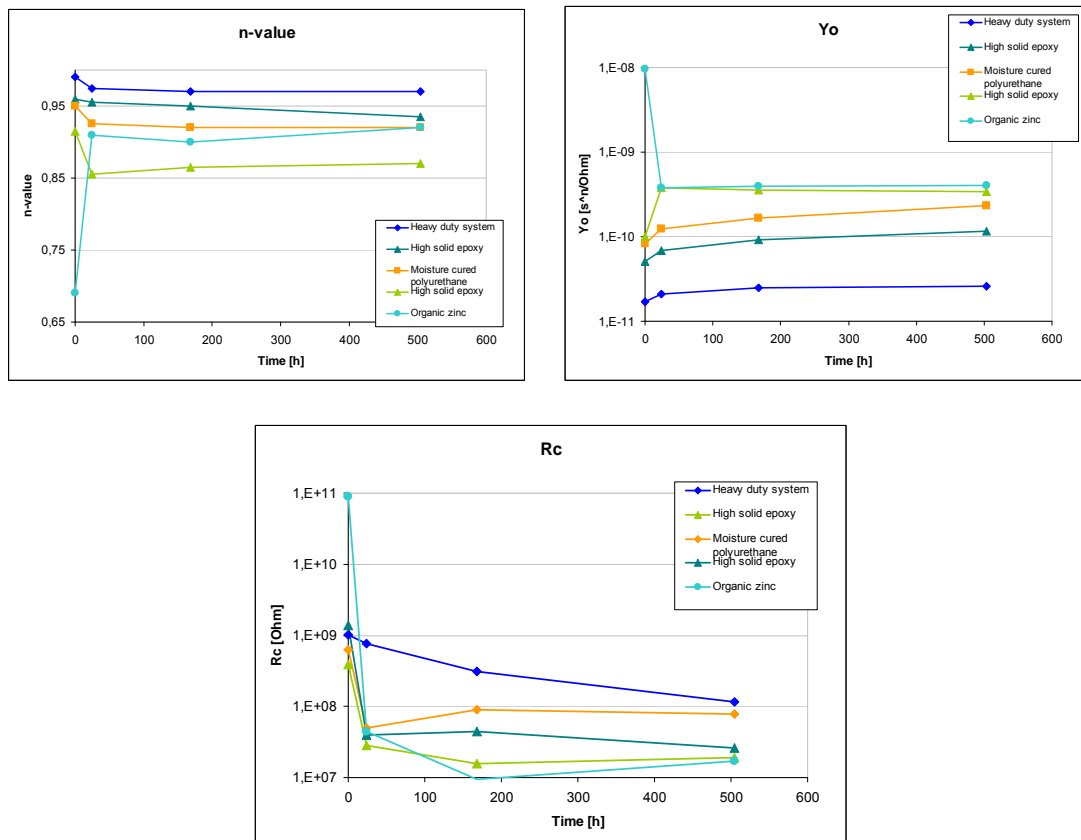 n-value
0,95
0,85
0,75
0,65
n-value
0
100
200
300
400
500
600
Time [h]
Heavy duty system
High solid epoxy
Moisture cured
polyurethane
High solid epoxy
Organic zinc
Yo
1,E-08
1,E-09
1,E-10
1,E-11
Yo [s^n/Ohm]
0
100
200
300
400
500
600
Time [h]
Heavy duty system
High solid epoxy
Moisture cured
polyurethane
High solid epoxy
Organic zinc
Rc
1,E+11
1,E+10
1,E+09
1,E+08
1,E+07
Rc [Ohm]
0
100
200
300
400
500
600
Time [h]
Heavy duty system
High solid epoxy
Moisture cured
polyurethane
High solid epoxy
Organic zinc